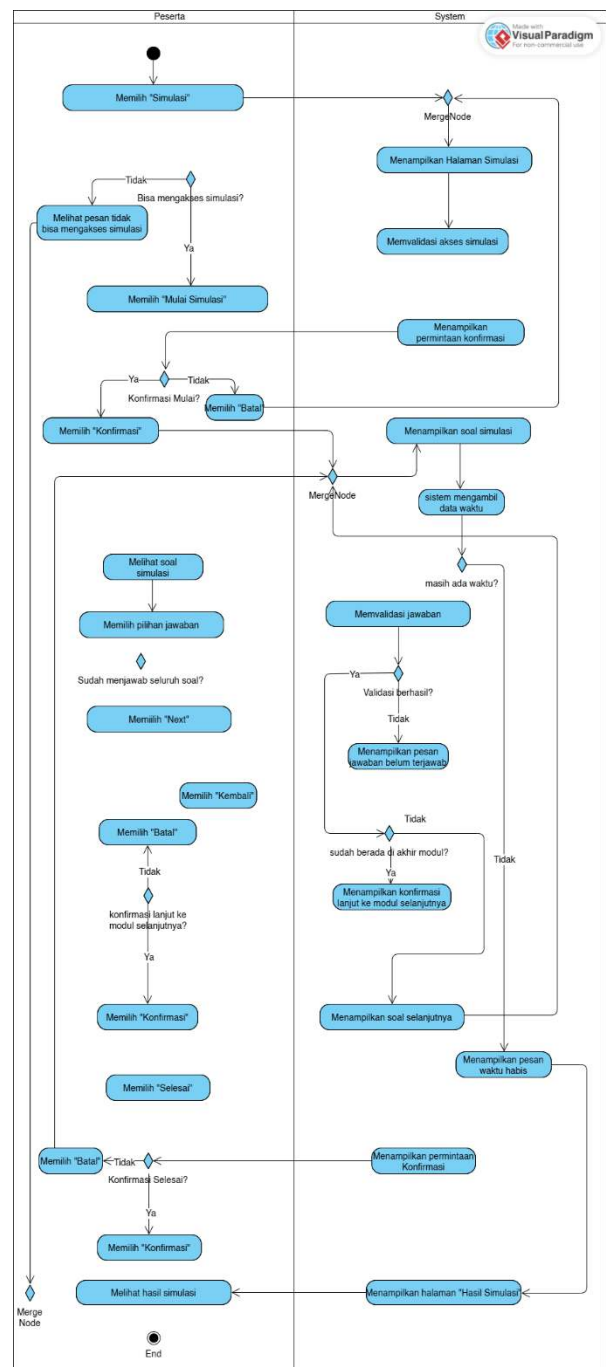 Peserta
System
Made with
Visual Paradigm
For non-commercial use
Memilih "Simulasi"
MergeNode
Menampilkan Halaman Simulasi
Tidak
Bisa mengakses simulasi?
Melihat pesan tidak
bisa mengakses simulasi
Memvalidasi akses simulasi
Ya
Memilih "Mulai Simulasi"
Menampilkan
permintaan konfirmasi
Ya
Tidak
Konfirmasi Mulai?
Memilih "Batal"
Memilih "Konfirmasi"
Menampilkan soal simulasi
MergeNode
sistem mengambil
data waktu
Melihat soal
simulasi
masih ada waktu?
Memilih pilihan jawaban
Memvalidasi jawaban
Sudah menjawab seluruh soal?
Ya
Validasi berhasil?
Memiilih "Next"
Tidak
Menampilkan pesan
jawaban belum terjawab
Memilih "Kembali"
Memilih "Batal"
Tidak
sudah berada di akhir modul?
Tidak
Tidak
Ya
konfirmasi lanjut ke
modul selanjutnya?
Menampilkan konfirmasi
lanjut ke modul selanjutnya
Ya
Memilih "Konfirmasi"
Menampilkan soal selanjutnya
Menampilkan pesan
waktu habis
Memilih "Selesai"
Memilih "Batal"
Tidak
Konfirmasi Selesai?
Menampilkan permintaan
Konfirmasi
Ya
Memilih "Konfirmasi"
Melihat hasil simulasi
Menampilkan halaman "Hasil Simulasi"
Merge
Node
End